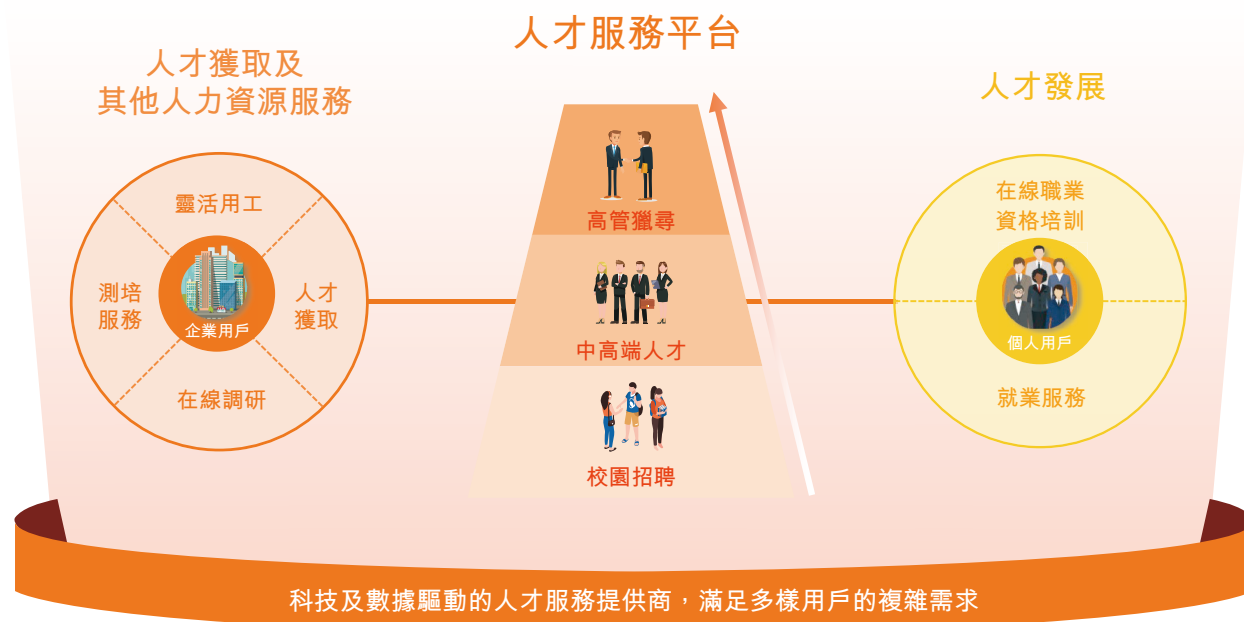 人才服務平台
人才獲取及
其他人力資源服務
靈活用工
測培
服務
企業用戶
人才
獲取
在線調研
高管獵尋
中高端人才
校園招聘
人才發展
在線職業
資格培訓
個人用戶
就業服務
科技及數據驅動的人才服務提供商，滿足多樣用戶的複雜需求